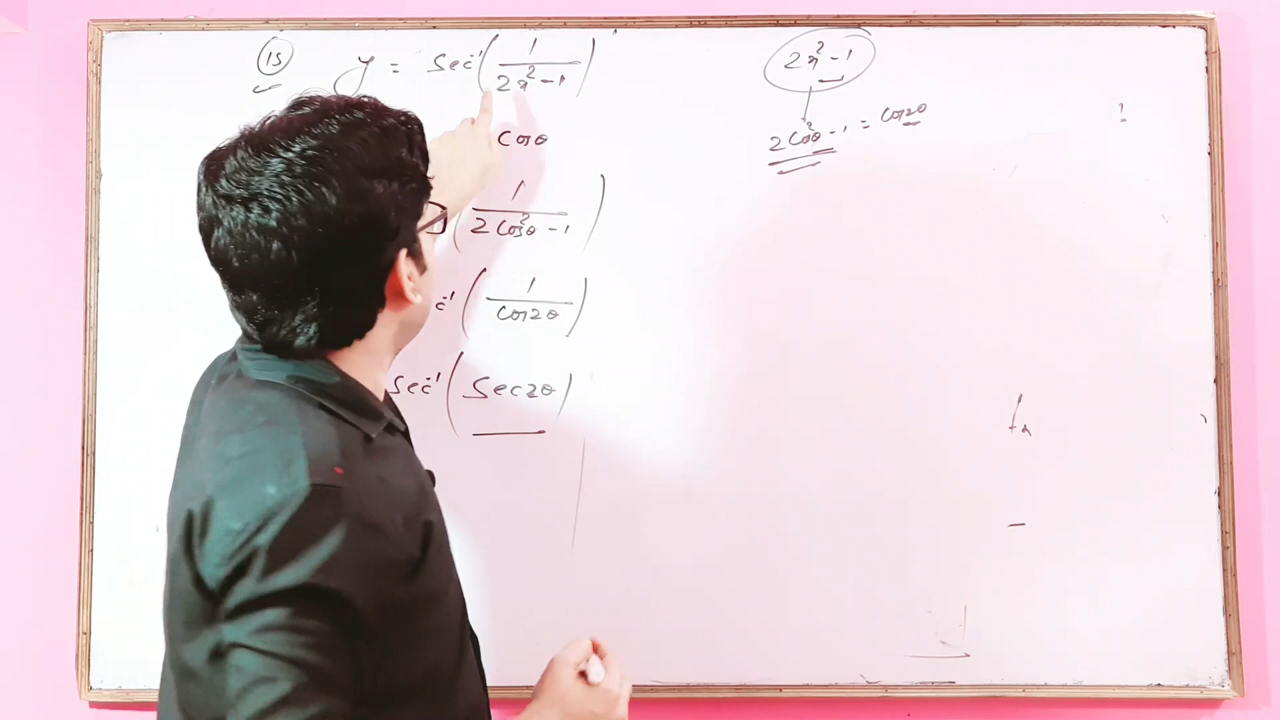 15 y = Sec⁻¹(1/(2x²-1))
Cosθ
(1/(2Cos²θ-1))
c⁻¹(1/Cos2θ)
Sec⁻¹(Sec2θ)
2x²-1
2Cos²θ-1 = Cos2θ